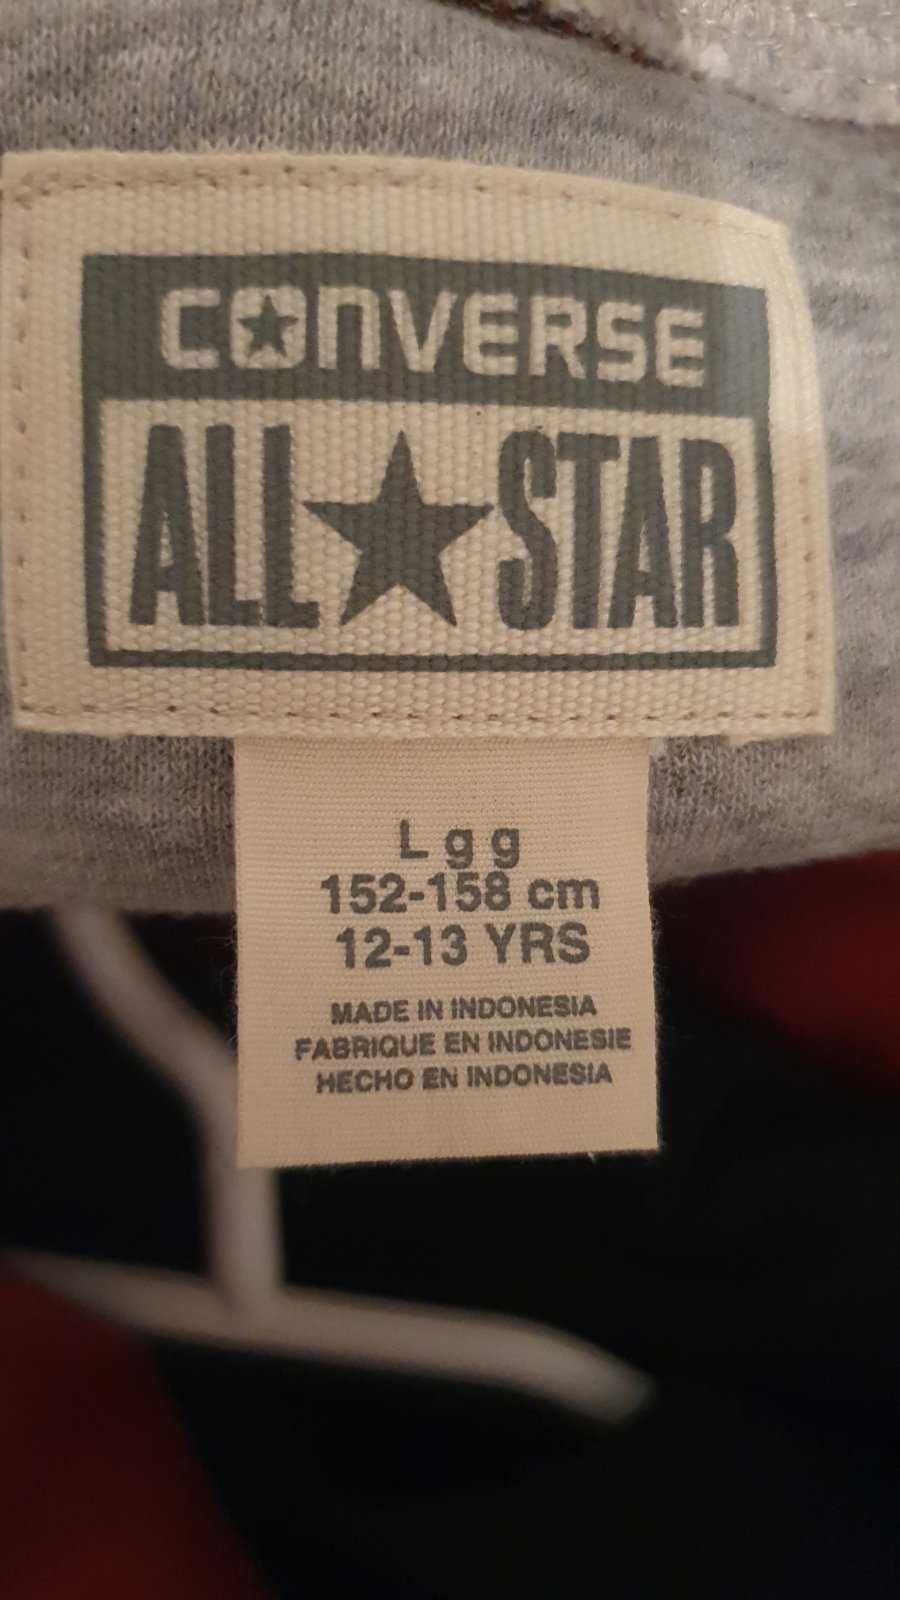 CONVERSE
ALL STAR
L g g
152-158 cm
12-13 YRS
MADE IN INDONESIA
FABRIQUE EN INDONESIE
HECHO EN INDONESIA